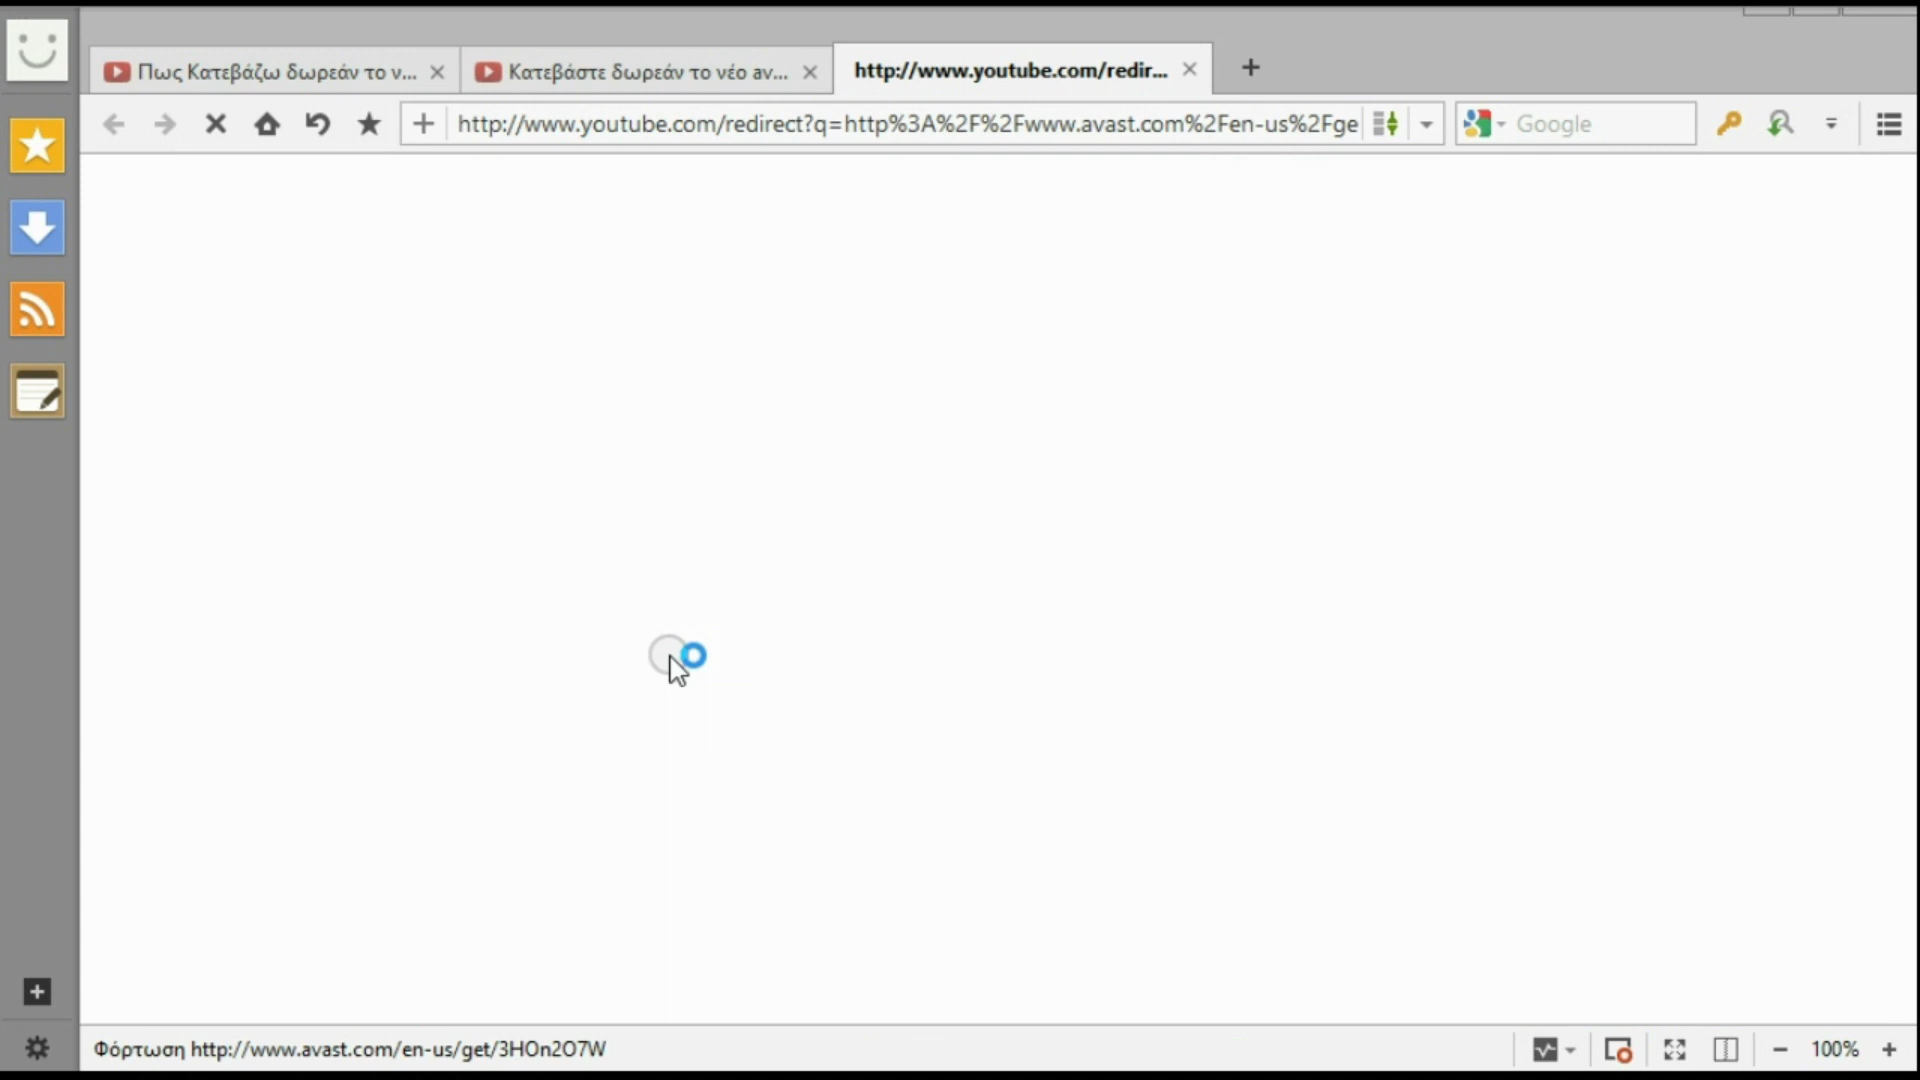 Πως Κατεβάζω δωρεάν το ν...
Κατεβάστε δωρεάν το νέο av...
http://www.youtube.com/redir...
http://www.youtube.com/redirect?q=http%3A%2F%2Fwww.avast.com%2Fen-us%2Fge
Google
Φόρτωση http://www.avast.com/en-us/get/3HOn2O7W
100%